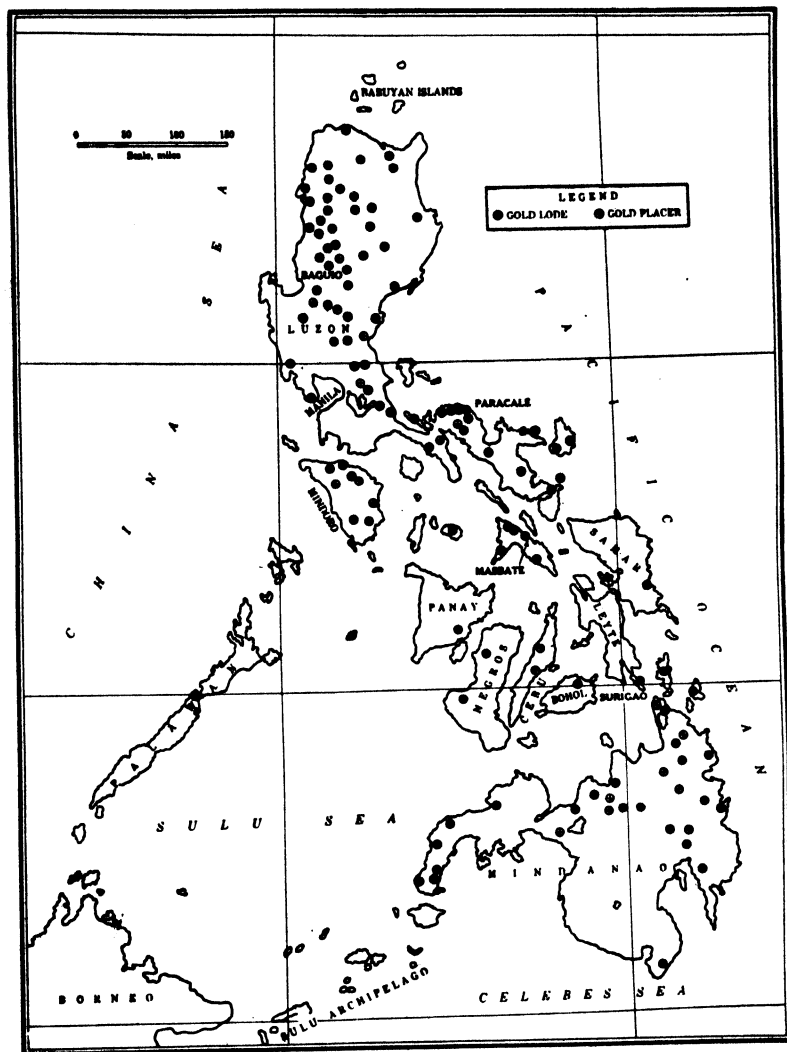 BABUYAN ISLANDS
0 50 100 150
Scale, miles
LEGEND
GOLD LODE GOLD PLACER
BAGUIO
LUZON
MANILA
PARACALE
MINDORO
MASBATE
SAMAR
PANAY
LEYTE
NEGROS
CEBU
BOHOL
SURIGAO
PALAWAN
CHINA SEA
PACIFIC OCEAN
SULU SEA
MINDANAO
BORNEO
SULU ARCHIPELAGO
CELEBES SEA